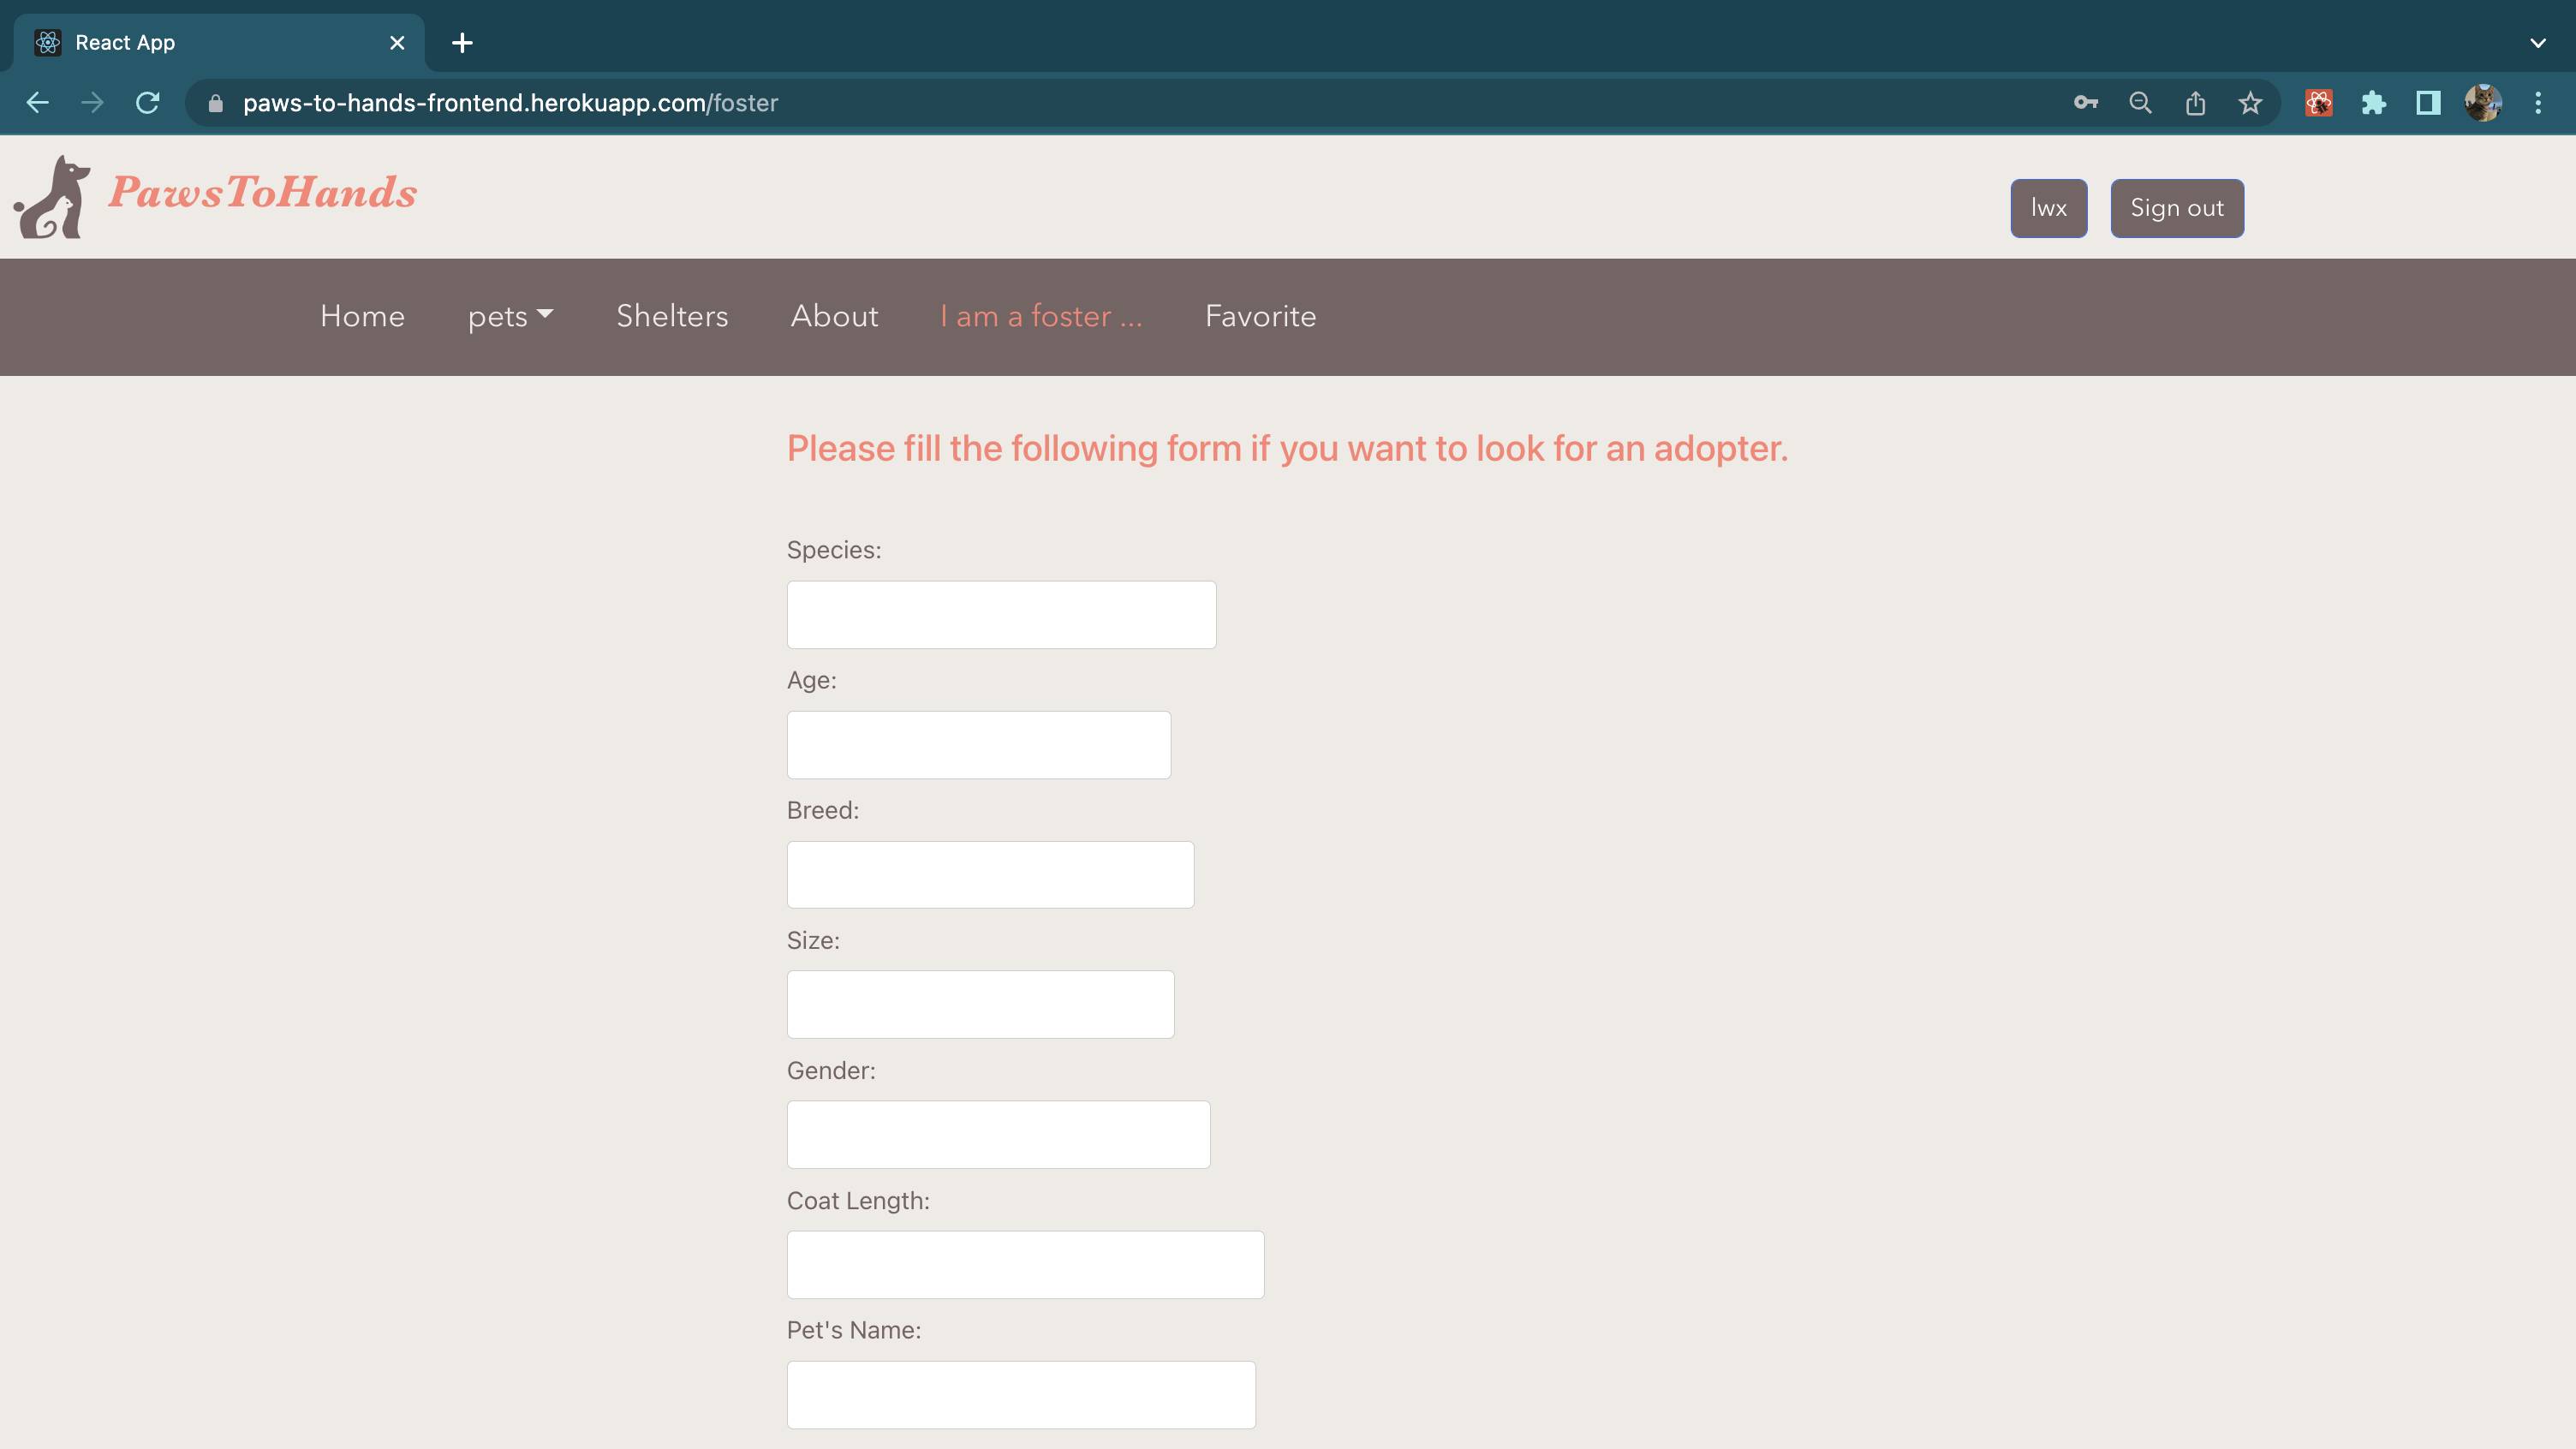 React App
paws-to-hands-frontend.herokuapp.com/foster
PawsToHands
lwx
Sign out
Home
pets
Shelters
About
I am a foster ...
Favorite
Please fill the following form if you want to look for an adopter.
Species:
Age:
Breed:
Size:
Gender:
Coat Length:
Pet's Name: